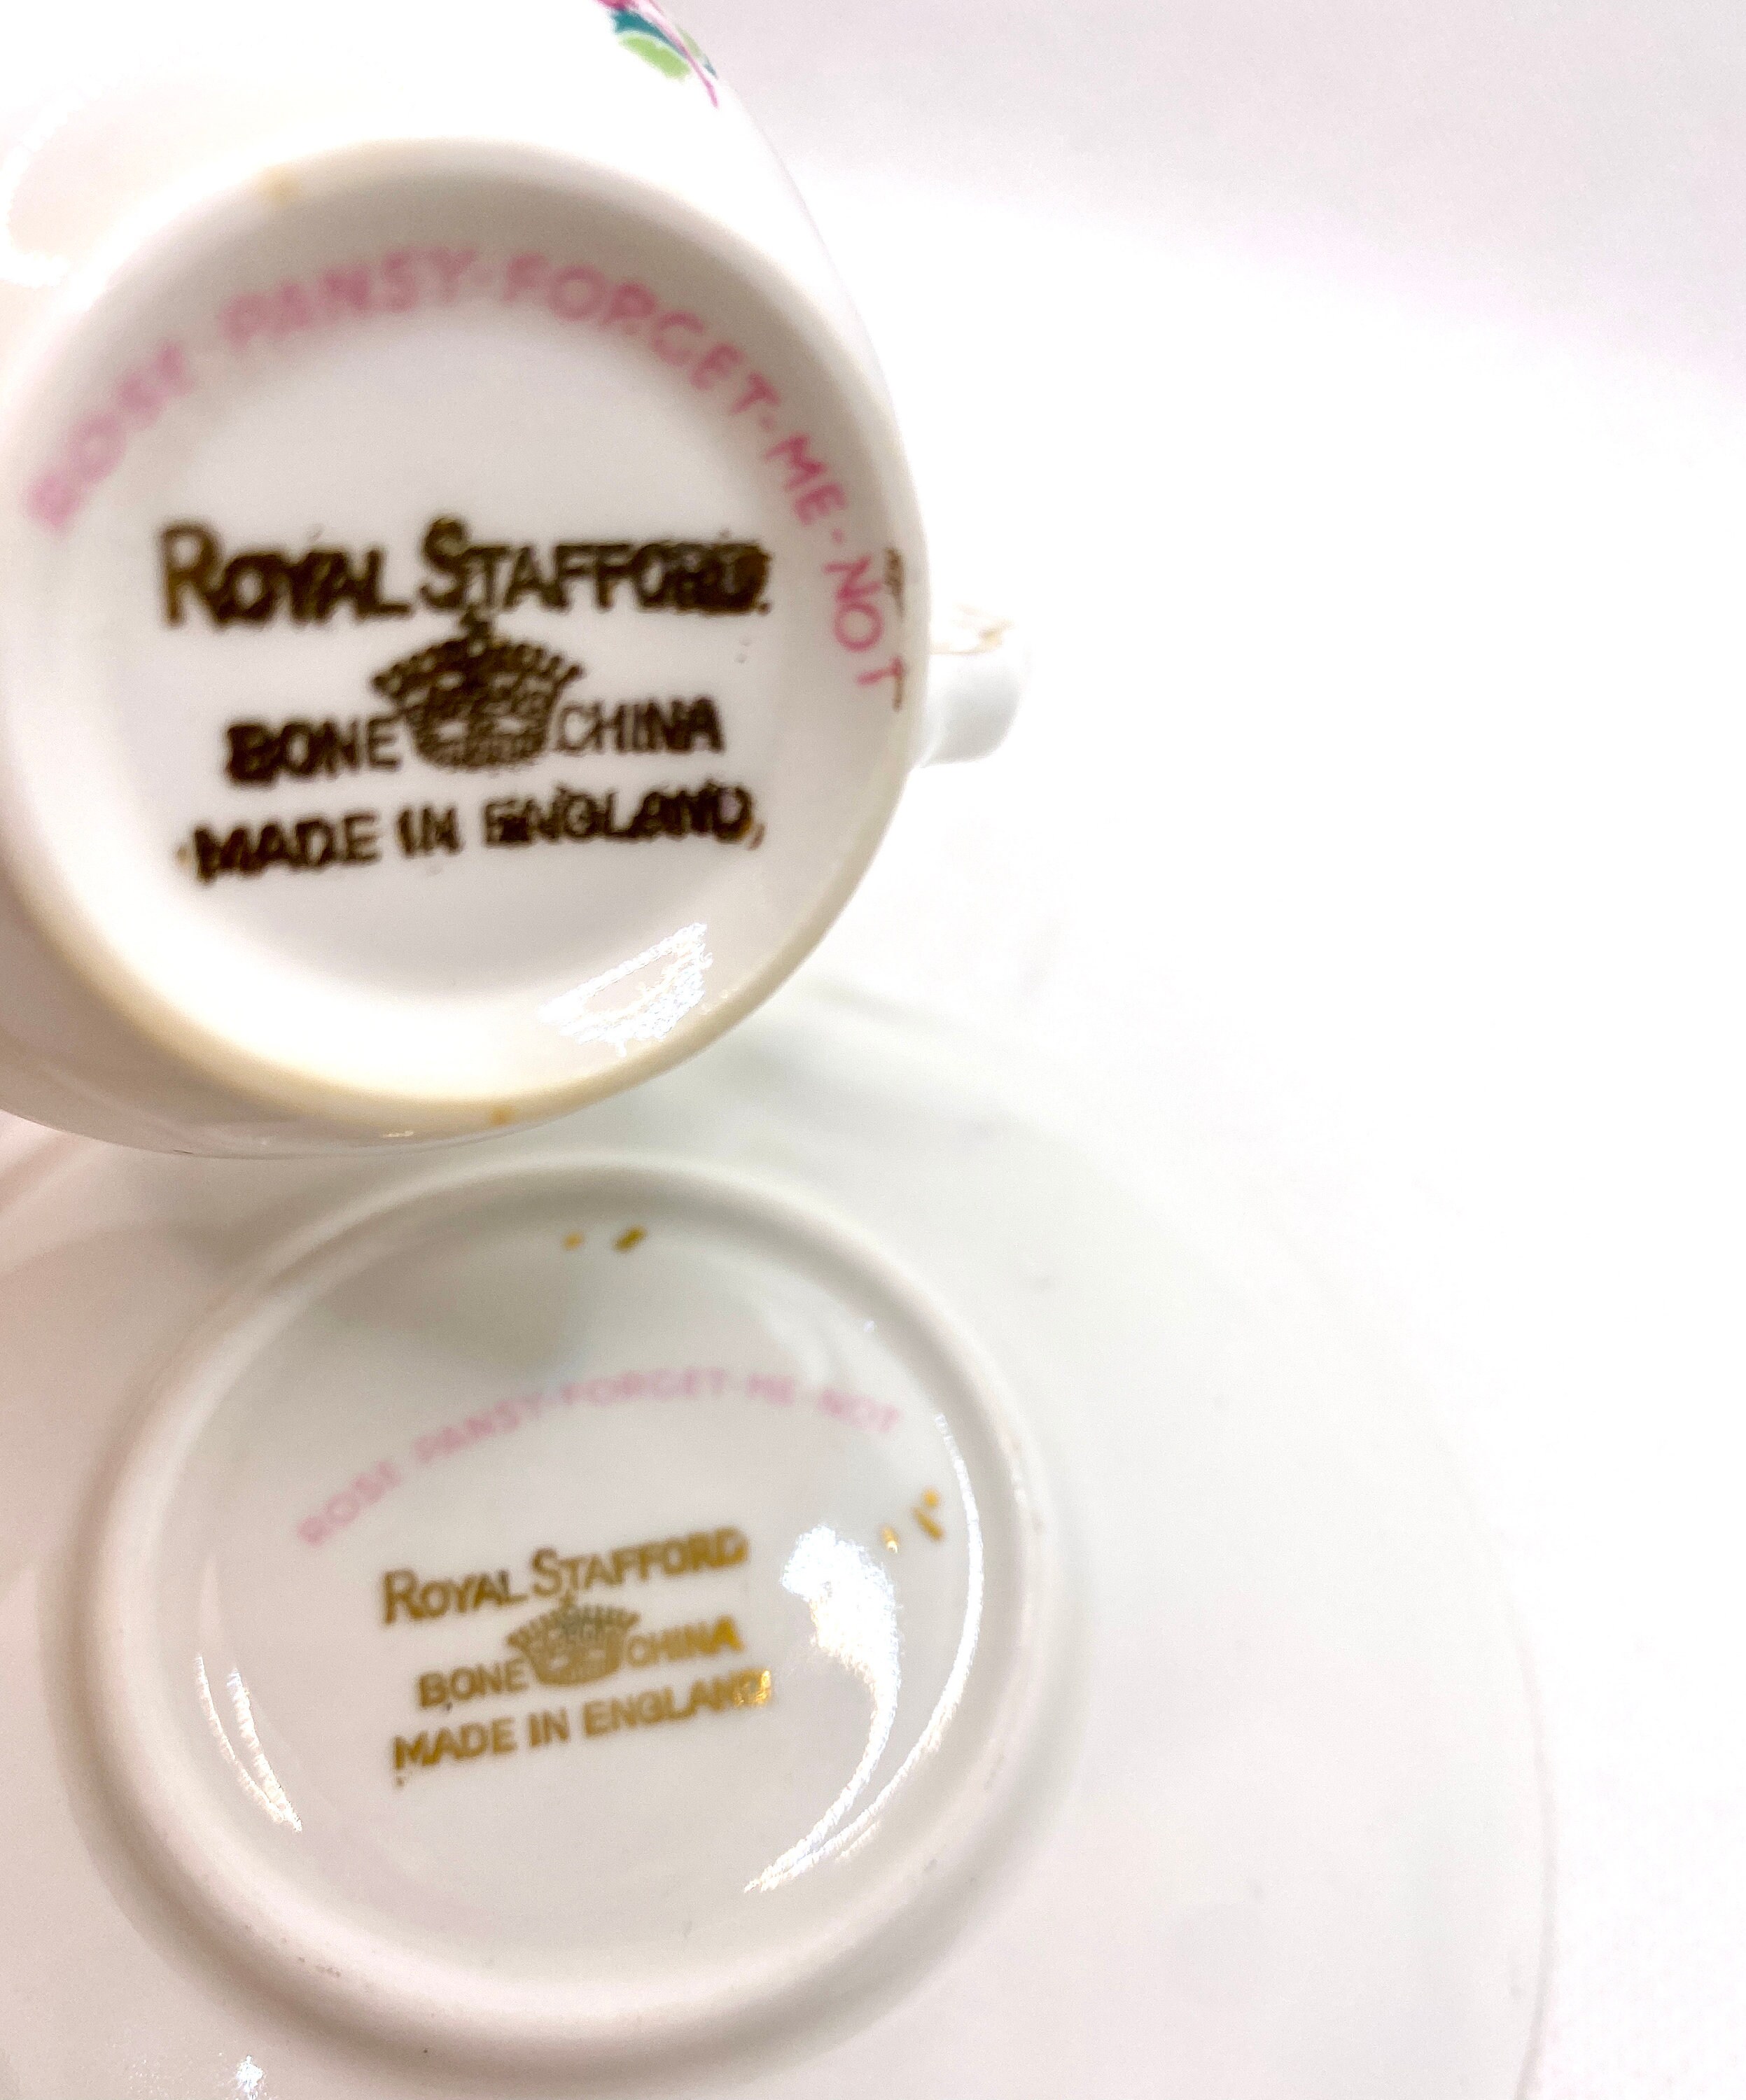 ROSE · PANSY · FORGET-ME-NOT
ROYAL STAFFORD
BONE CHINA
MADE IN ENGLAND
ROSE · PANSY · FORGET-ME-NOT
ROYAL STAFFORD
BONE CHINA
MADE IN ENGLAND